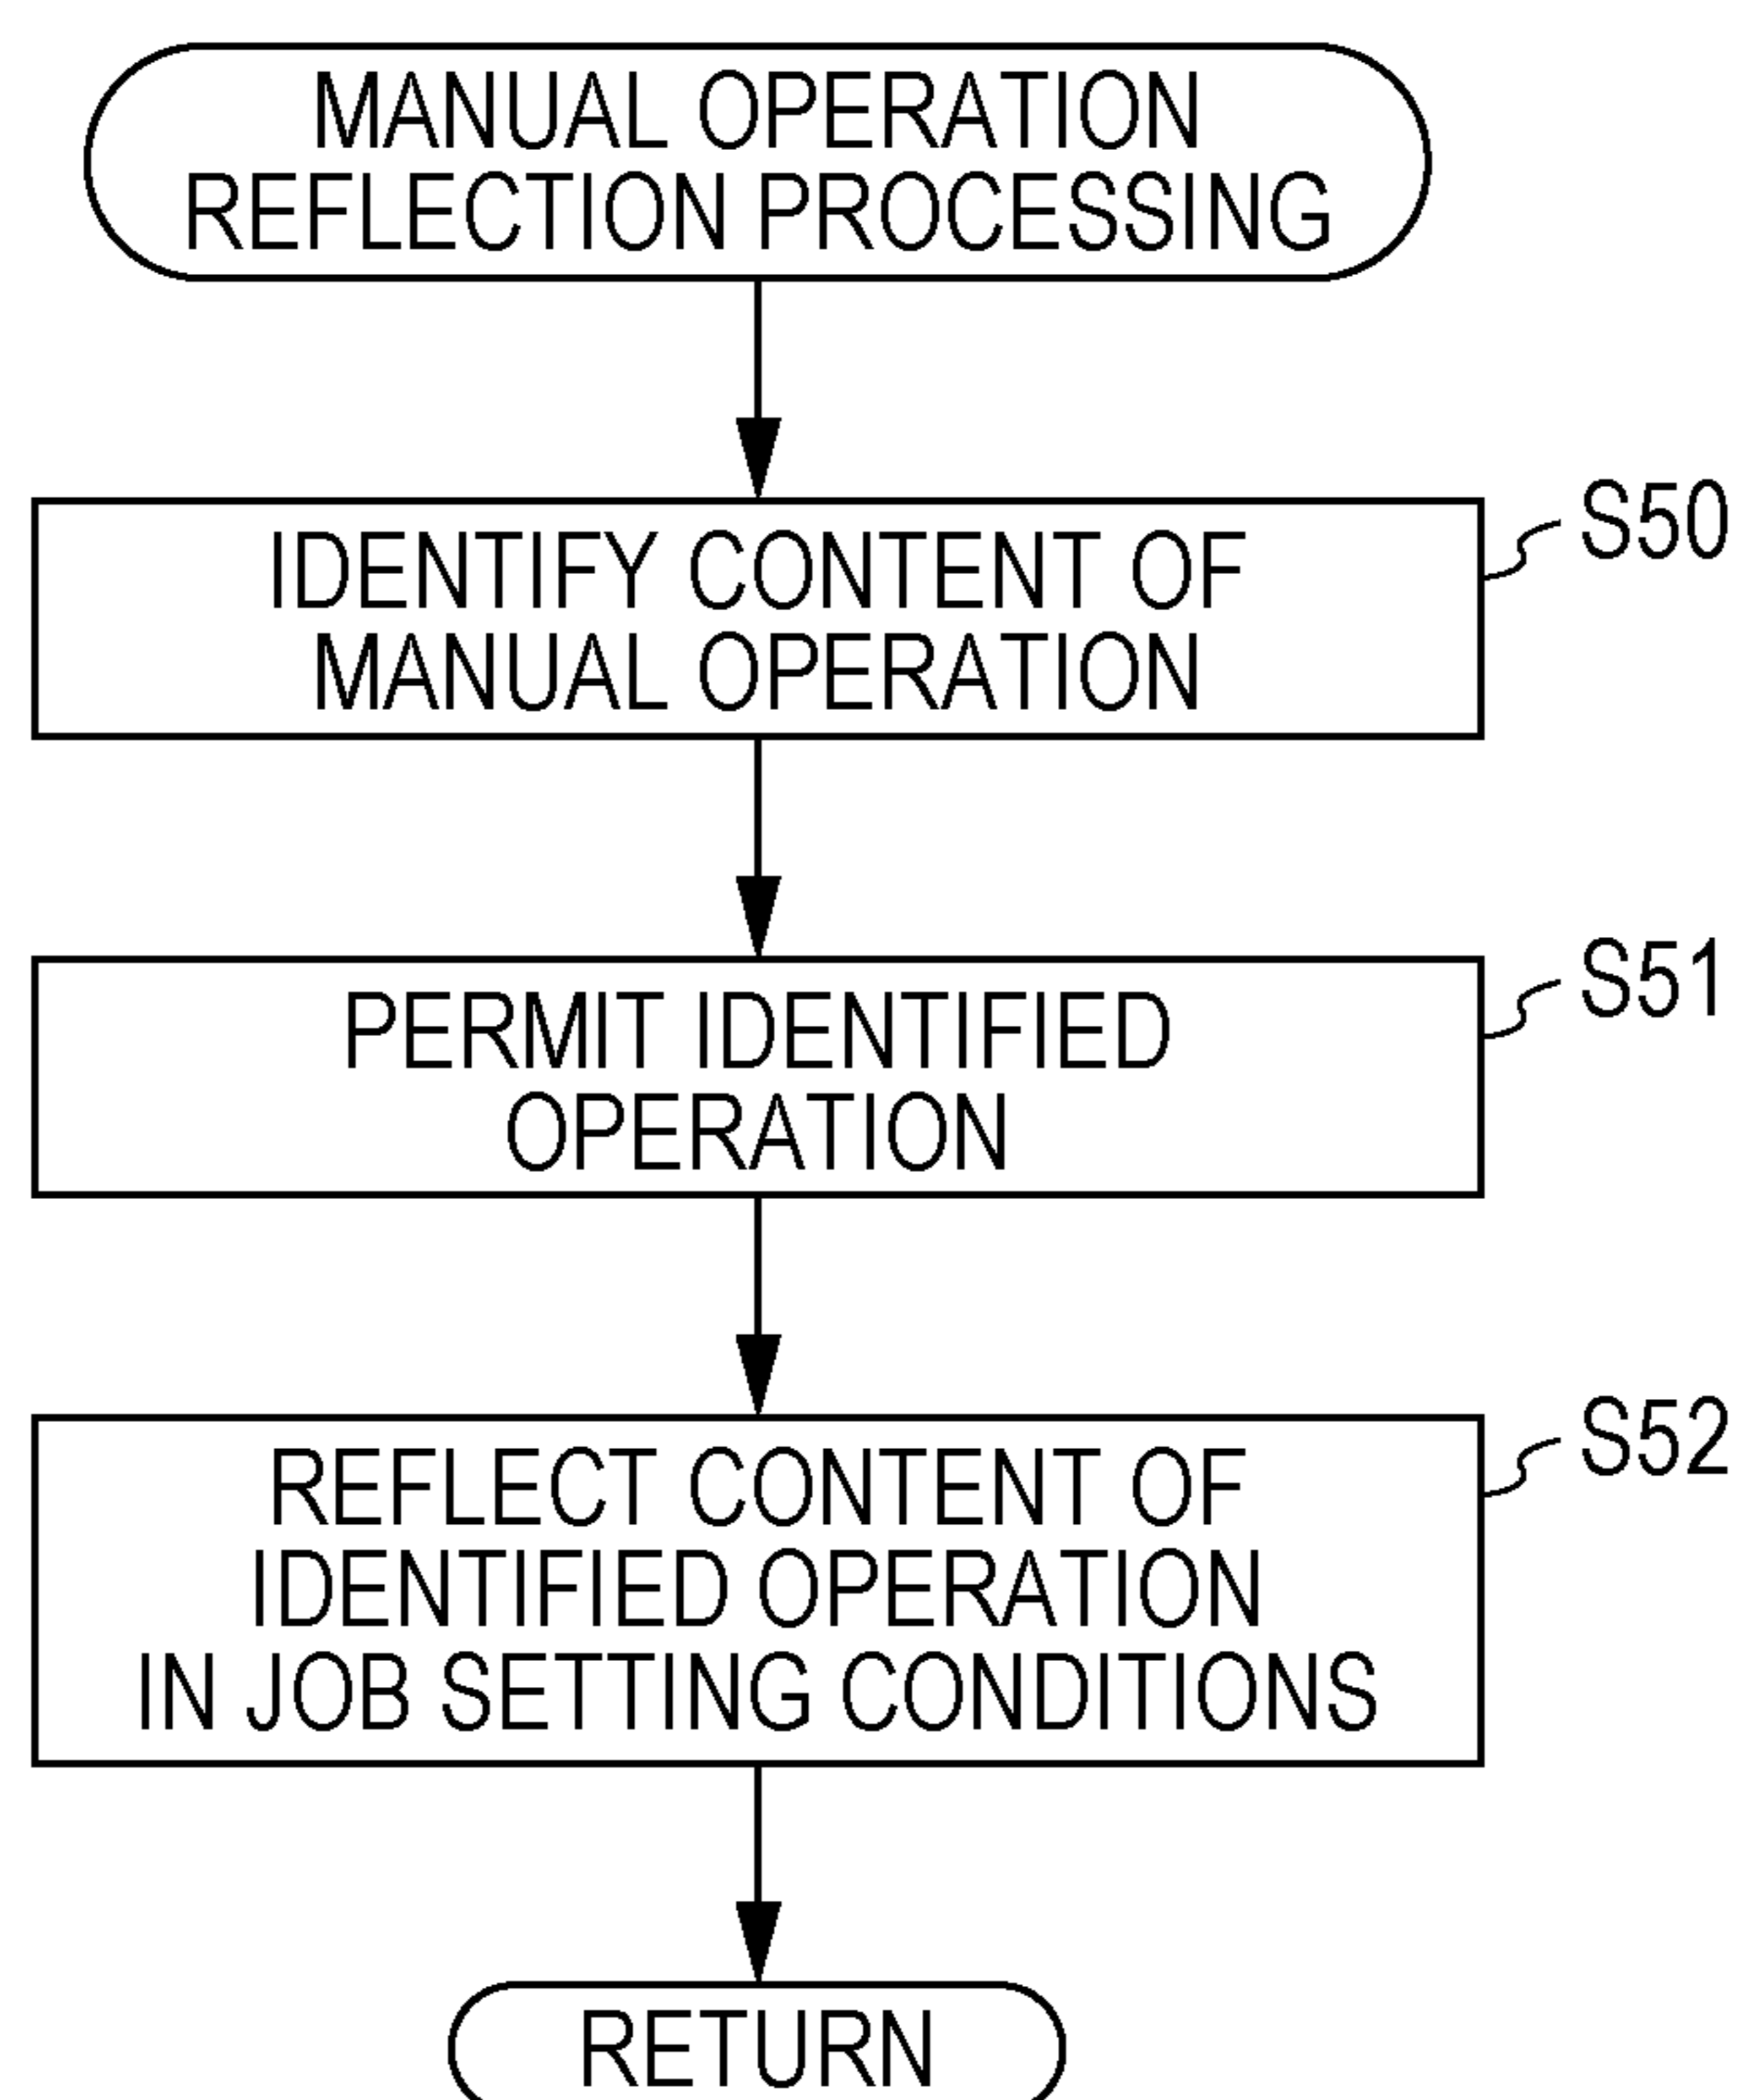 MANUAL OPERATION
REFLECTION PROCESSING
S50
IDENTIFY CONTENT OF
MANUAL OPERATION
S51
PERMIT IDENTIFIED
OPERATION
S52
REFLECT CONTENT OF
IDENTIFIED OPERATION
IN JOB SETTING CONDITIONS
RETURN